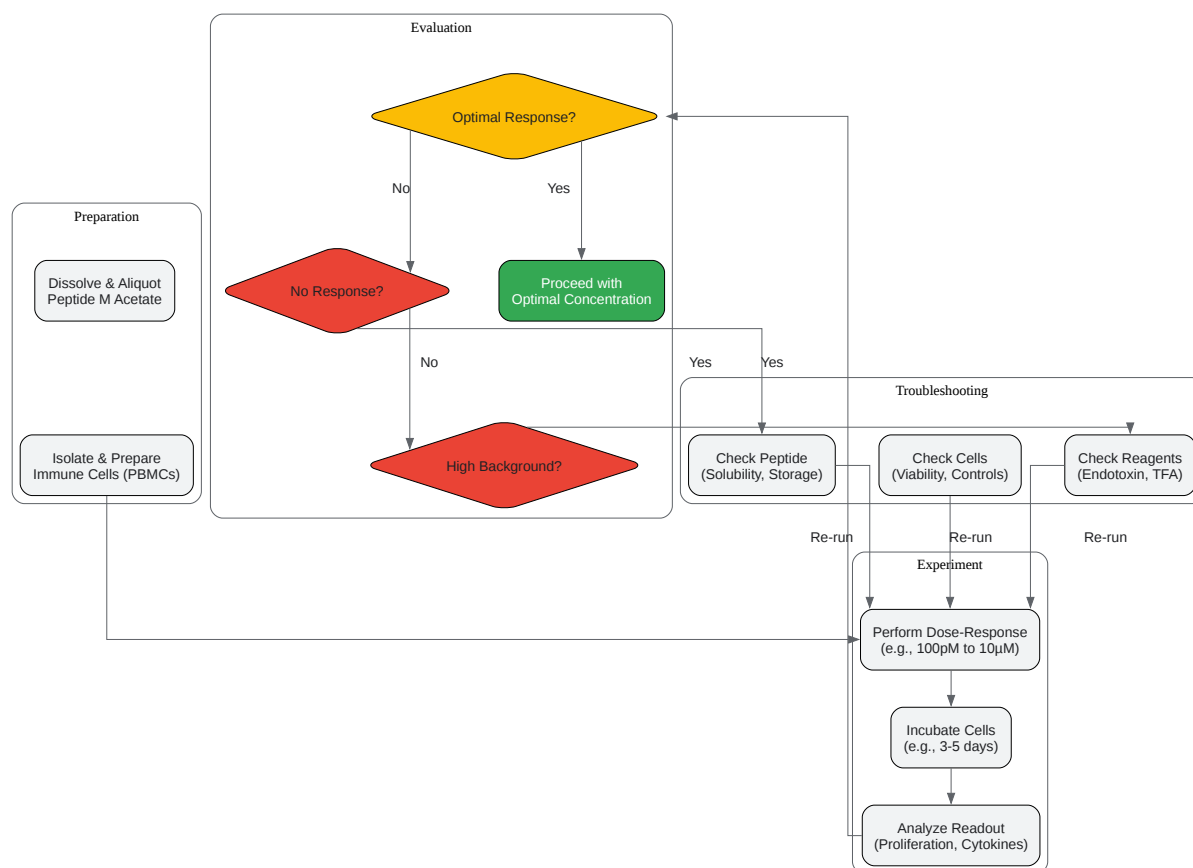 Evaluation
Optimal Response?
No
Yes
Preparation
Dissolve & Aliquot
Peptide M Acetate
No Response?
Proceed with
Optimal Concentration
No
Yes
Yes
Troubleshooting
Isolate & Prepare
Immune Cells (PBMCs)
High Background?
Check Peptide
(Solubility, Storage)
Check Cells
(Viability, Controls)
Check Reagents
(Endotoxin, TFA)
Re-run
Re-run
Re-run
Experiment
Perform Dose-Response
(e.g., 100pM to 10µM)
Incubate Cells
(e.g., 3-5 days)
Analyze Readout
(Proliferation, Cytokines)